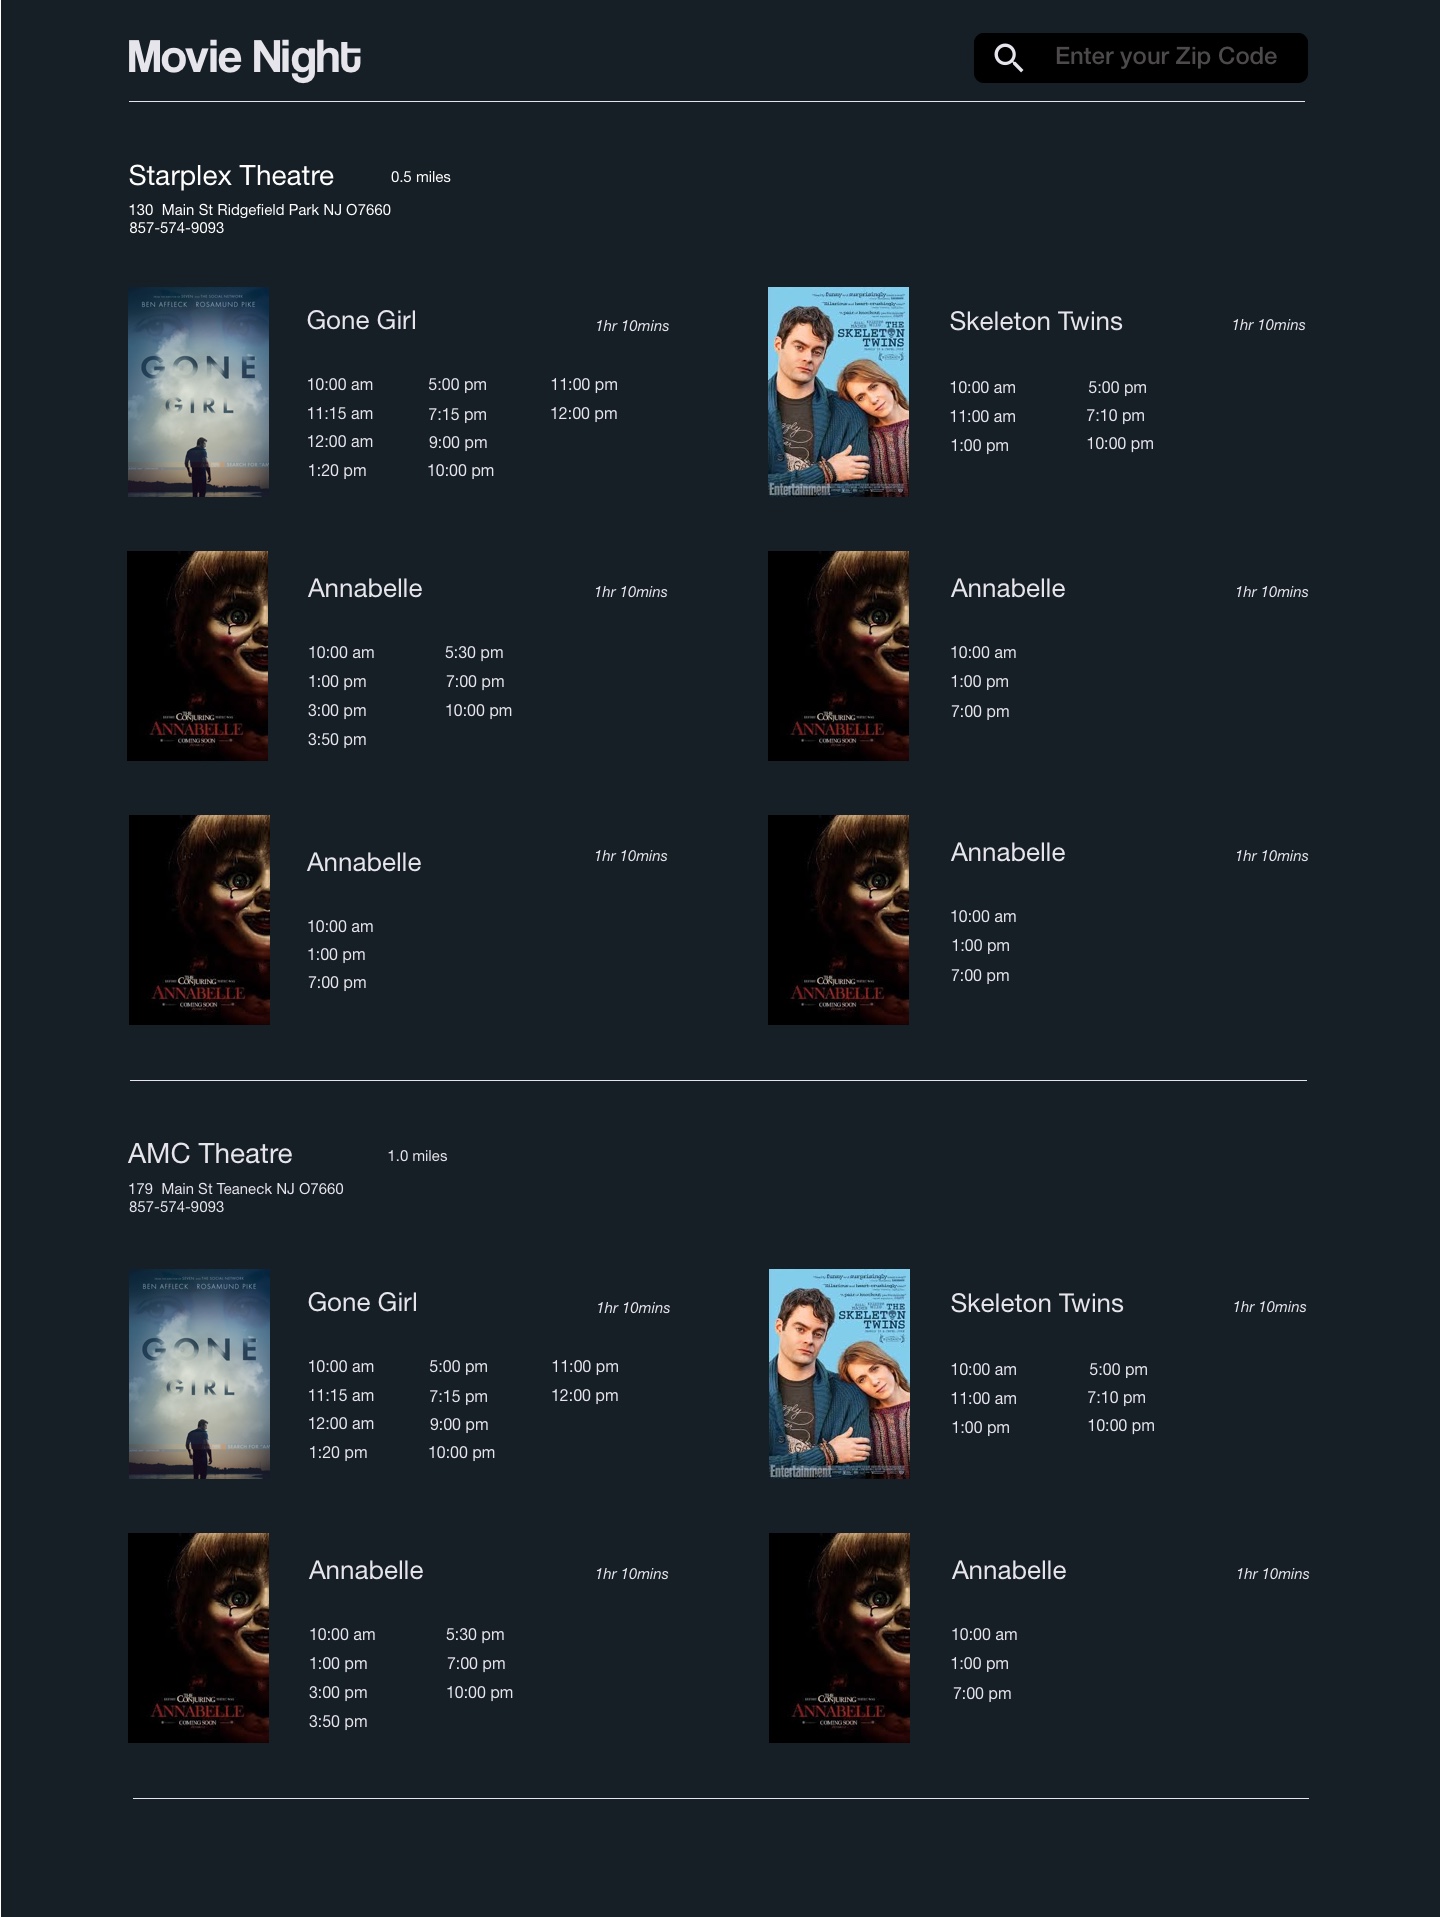 Movie Night
Enter your Zip Code
Starplex Theatre 0.5 miles
130 Main St Ridgefield Park NJ O7660
857-574-9093
BEN AFFLECK ROSAMUND PIKE
GONE
GIRL
Gone Girl 1hr 10mins
10:00 am 5:00 pm 11:00 pm
11:15 am 7:15 pm 12:00 pm
12:00 am 9:00 pm
1:20 pm 10:00 pm
THE
SKELETON
TWINS
Entertainment
Skeleton Twins 1hr 10mins
10:00 am 5:00 pm
11:00 am 7:10 pm
1:00 pm 10:00 pm
THE
CONJURING
ANNABELLE
COMING SOON
Annabelle 1hr 10mins
10:00 am 5:30 pm
1:00 pm 7:00 pm
3:00 pm 10:00 pm
3:50 pm
THE
CONJURING
ANNABELLE
COMING SOON
Annabelle 1hr 10mins
10:00 am
1:00 pm
7:00 pm
THE
CONJURING
ANNABELLE
COMING SOON
Annabelle 1hr 10mins
10:00 am
1:00 pm
7:00 pm
THE
CONJURING
ANNABELLE
COMING SOON
Annabelle 1hr 10mins
10:00 am
1:00 pm
7:00 pm
AMC Theatre 1.0 miles
179 Main St Teaneck NJ O7660
857-574-9093
BEN AFFLECK ROSAMUND PIKE
GONE
GIRL
Gone Girl 1hr 10mins
10:00 am 5:00 pm 11:00 pm
11:15 am 7:15 pm 12:00 pm
12:00 am 9:00 pm
1:20 pm 10:00 pm
THE
SKELETON
TWINS
Entertainment
Skeleton Twins 1hr 10mins
10:00 am 5:00 pm
11:00 am 7:10 pm
1:00 pm 10:00 pm
THE
CONJURING
ANNABELLE
COMING SOON
Annabelle 1hr 10mins
10:00 am 5:30 pm
1:00 pm 7:00 pm
3:00 pm 10:00 pm
3:50 pm
THE
CONJURING
ANNABELLE
COMING SOON
Annabelle 1hr 10mins
10:00 am
1:00 pm
7:00 pm